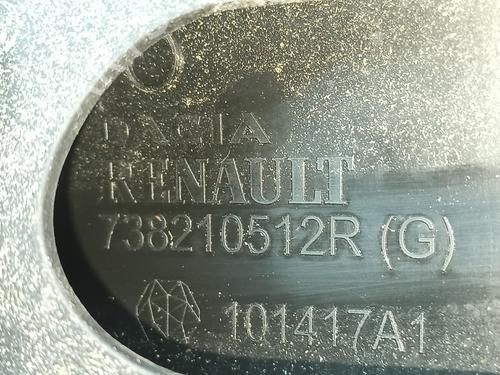 DACIA
RENAULT
738210512R (G)
101417A1